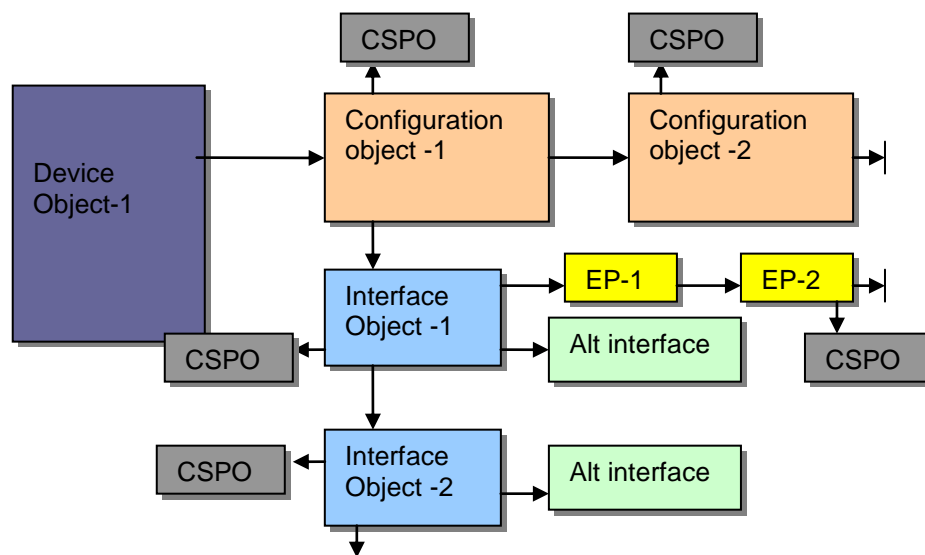 CSPO
CSPO
Configuration
object -1
Configuration
object -2
Device
Object-1
EP-1
EP-2
Interface
Object -1
CSPO
Alt interface
CSPO
Interface
Object -2
CSPO
Alt interface